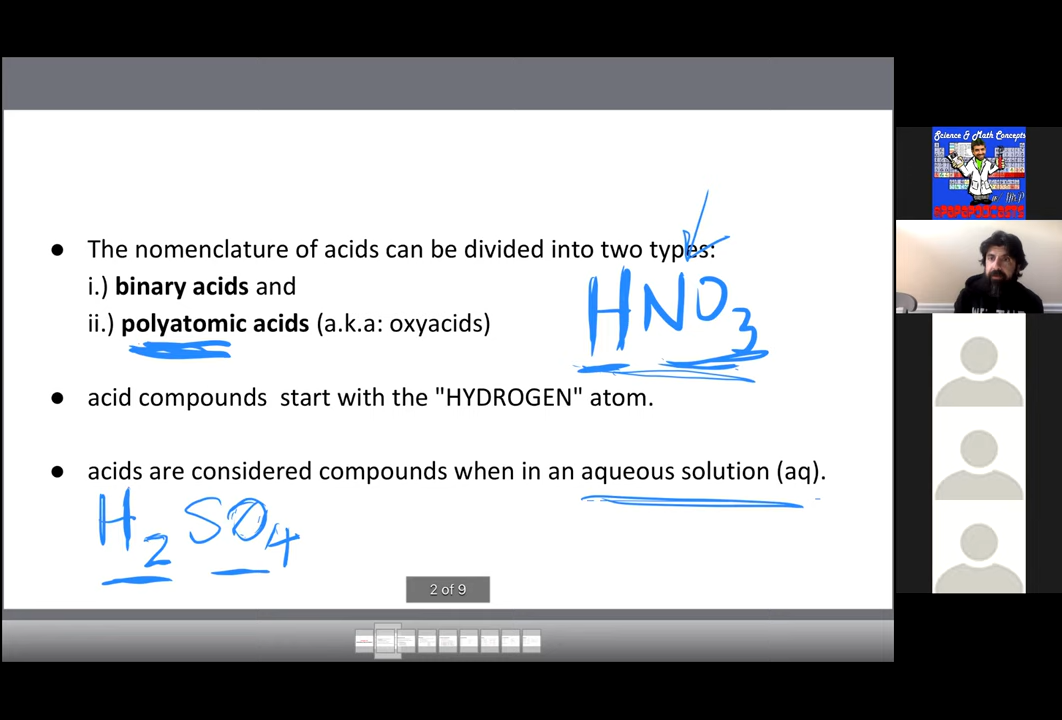 Science & Math Concepts
w/ Mr. P
● The nomenclature of acids can be divided into two types:
i.) binary acids and
ii.) polyatomic acids (a.k.a: oxyacids)
HNO3
● acid compounds start with the "HYDROGEN" atom.
● acids are considered compounds when in an aqueous solution (aq).
H2SO4
2 of 9